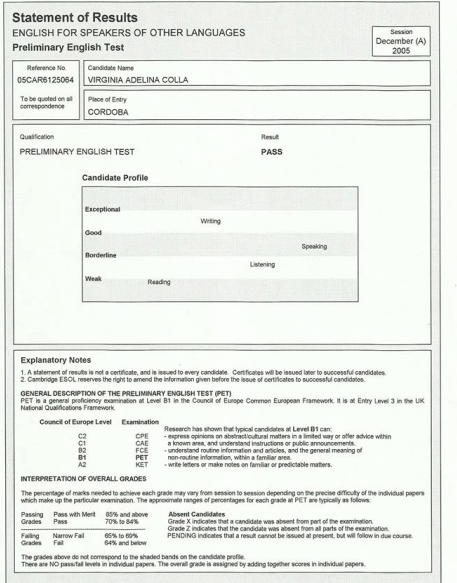 Statement of Results
ENGLISH FOR SPEAKERS OF OTHER LANGUAGES
Preliminary English Test
Session
December (A)
2005
Reference No.
05CAR6125064
Candidate Name
VIRGINIA ADELINA COLLA
To be quoted on all
correspondence
Place of Entry
CORDOBA
Qualification
Result
PRELIMINARY ENGLISH TEST
PASS
Candidate Profile
Exceptional
Writing
Good
Speaking
Borderline
Listening
Weak
Reading
Explanatory Notes
1. A statement of results is not a certificate, and is issued to every candidate. Certificates will be issued later to successful candidates.
2. Cambridge ESOL reserves the right to amend the information given before the issue of certificates to successful candidates.
GENERAL DESCRIPTION OF THE PRELIMINARY ENGLISH TEST (PET)
PET is a general proficiency examination at Level B1 in the Council of Europe Common European Framework. It is at Entry Level 3 in the UK
National Qualifications Framework.
Council of Europe Level Examination
Research has shown that typical candidates at Level B1 can:
C2 CPE - express opinions on abstract/cultural matters in a limited way or offer advice within
C1 CAE a known area, and understand instructions or public announcements.
B2 FCE - understand routine information and articles, and the general meaning of
B1 PET non-routine information, within a familiar area.
A2 KET - write letters or make notes on familiar or predictable matters.
INTERPRETATION OF OVERALL GRADES
The percentage of marks needed to achieve each grade may vary from session to session depending on the precise difficulty of the individual papers
which make up the particular examination. The approximate ranges of percentages for each grade at PET are typically as follows:
Passing Pass with Merit 85% and above Absent Candidates
Grades Pass 70% to 84% Grade X indicates that a candidate was absent from part of the examination.
Grade Z indicates that the candidate was absent from all parts of the examination.
Failing Narrow Fail 65% to 69% PENDING indicates that a result cannot be issued at present, but will follow in due course.
Grades Fail 64% and below
The grades above do not correspond to the shaded bands on the candidate profile.
There are NO pass/fail levels in individual papers. The overall grade is assigned by adding together scores in individual papers.